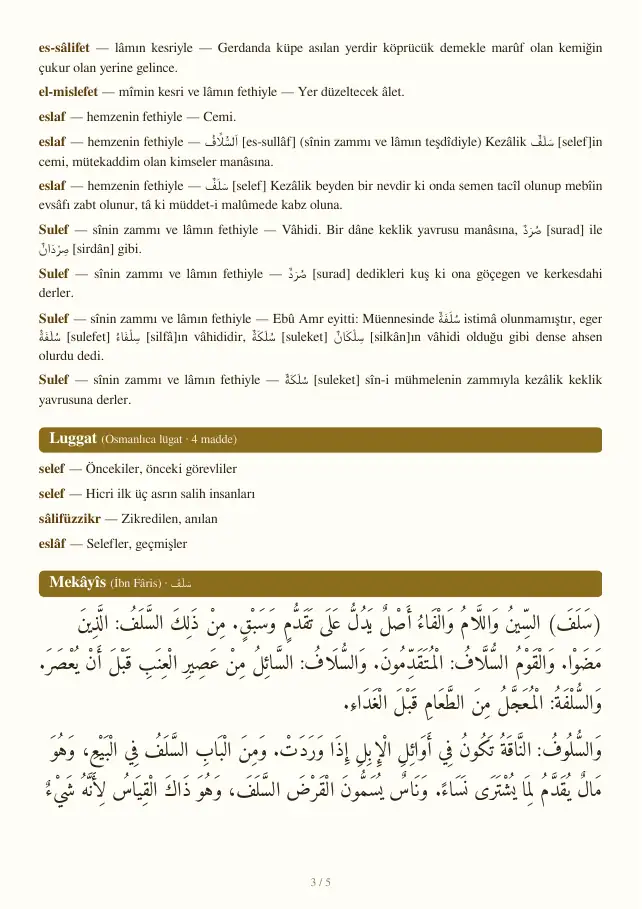 es-sâlifet — lâmın kesriyle — Gerdanda küpe asılan yerdir köprücük demekle marûf olan kemiğin
çukur olan yerine gelince.
el-mislefet — mîmin kesri ve lâmın fethiyle — Yer düzeltecek âlet.
eslaf — hemzenin fethiyle — Cemi.
eslaf — hemzenin fethiyle — اَلسُّلَّافُ [es-sullâf] (sînin zammı ve lâmın teşdîdiyle) Kezâlik سَلَفٌ [selef]in
cemi, mütekaddim olan kimseler manâsına.
eslaf — hemzenin fethiyle — سَلَفٌ [selef] Kezâlik beyden bir nevdir ki onda semen tacîl olunup mebîin
evsâfı zabt olunur, tâ ki müddet-i malûmede kabz oluna.
Sulef — sînin zammı ve lâmın fethiyle — Vâhidi. Bir dâne keklik yavrusu manâsına, صُرَدٌ [surad] ile
صِرْدَانٌ [sirdân] gibi.
Sulef — sînin zammı ve lâmın fethiyle — صُرَدٌ [surad] dedikleri kuş ki ona göçegen ve kerkesdahi
derler.
Sulef — sînin zammı ve lâmın fethiyle — Ebû Amr eyitti: Müennesinde سُلَفَةٌ istimâ olunmamıştır, eger
سُلَفَةٌ [sulefet] سِلْفَاءُ [silfâ]ın vâhididir, سُلَكَةٌ [suleket] سِلْكَانٌ [silkân]ın vâhidi olduğu gibi dense ahsen
olurdu dedi.
Sulef — sînin zammı ve lâmın fethiyle — سُلَكَةٌ [suleket] sîn-i mühmelenin zammıyla kezâlik keklik
yavrusuna derler.
Luggat (Osmanlıca lügat · 4 madde)
selef — Öncekiler, önceki görevliler
selef — Hicri ilk üç asrın salih insanları
sâlifüzzikr — Zikredilen, anılan
eslâf — Selefler, geçmişler
Mekâyîs (İbn Fâris) · سَلَفَ
(سَلَفَ) السِّينُ وَاللَّامُ وَالْفَاءُ أَصْلٌ يَدُلُّ عَلَى تَقَدُّمٍ وَسَبْقٍ. مِنْ ذَلِكَ السَّلَفُ: الَّذِينَ
مَضَوْا. وَالْقَوْمُ السُّلَّافُ: الْمُتَقَدِّمُونَ. وَالسُّلَافُ: السَّائِلُ مِنْ عَصِيرِ الْعِنَبِ قَبْلَ أَنْ يُعْصَرَ.
وَالسُّلْفَةُ: الْمُعَجَّلُ مِنَ الطَّعَامِ قَبْلَ الْغَدَاءِ.
وَالسُّلُوفُ: النَّاقَةُ تَكُونُ فِي أَوَائِلِ الْإِبِلِ إِذَا وَرَدَتْ. وَمِنَ الْبَابِ السَّلَفُ فِي الْبَيْعِ، وَهُوَ
مَالٌ يُقَدَّمُ لِمَا يُشْتَرَى نَسَاءً. وَنَاسٌ يُسَمُّونَ الْقَرْضَ السَّلَفَ، وَهُوَ ذَاكَ الْقِيَاسُ لِأَنَّهُ شَيْءٌ
3 / 5